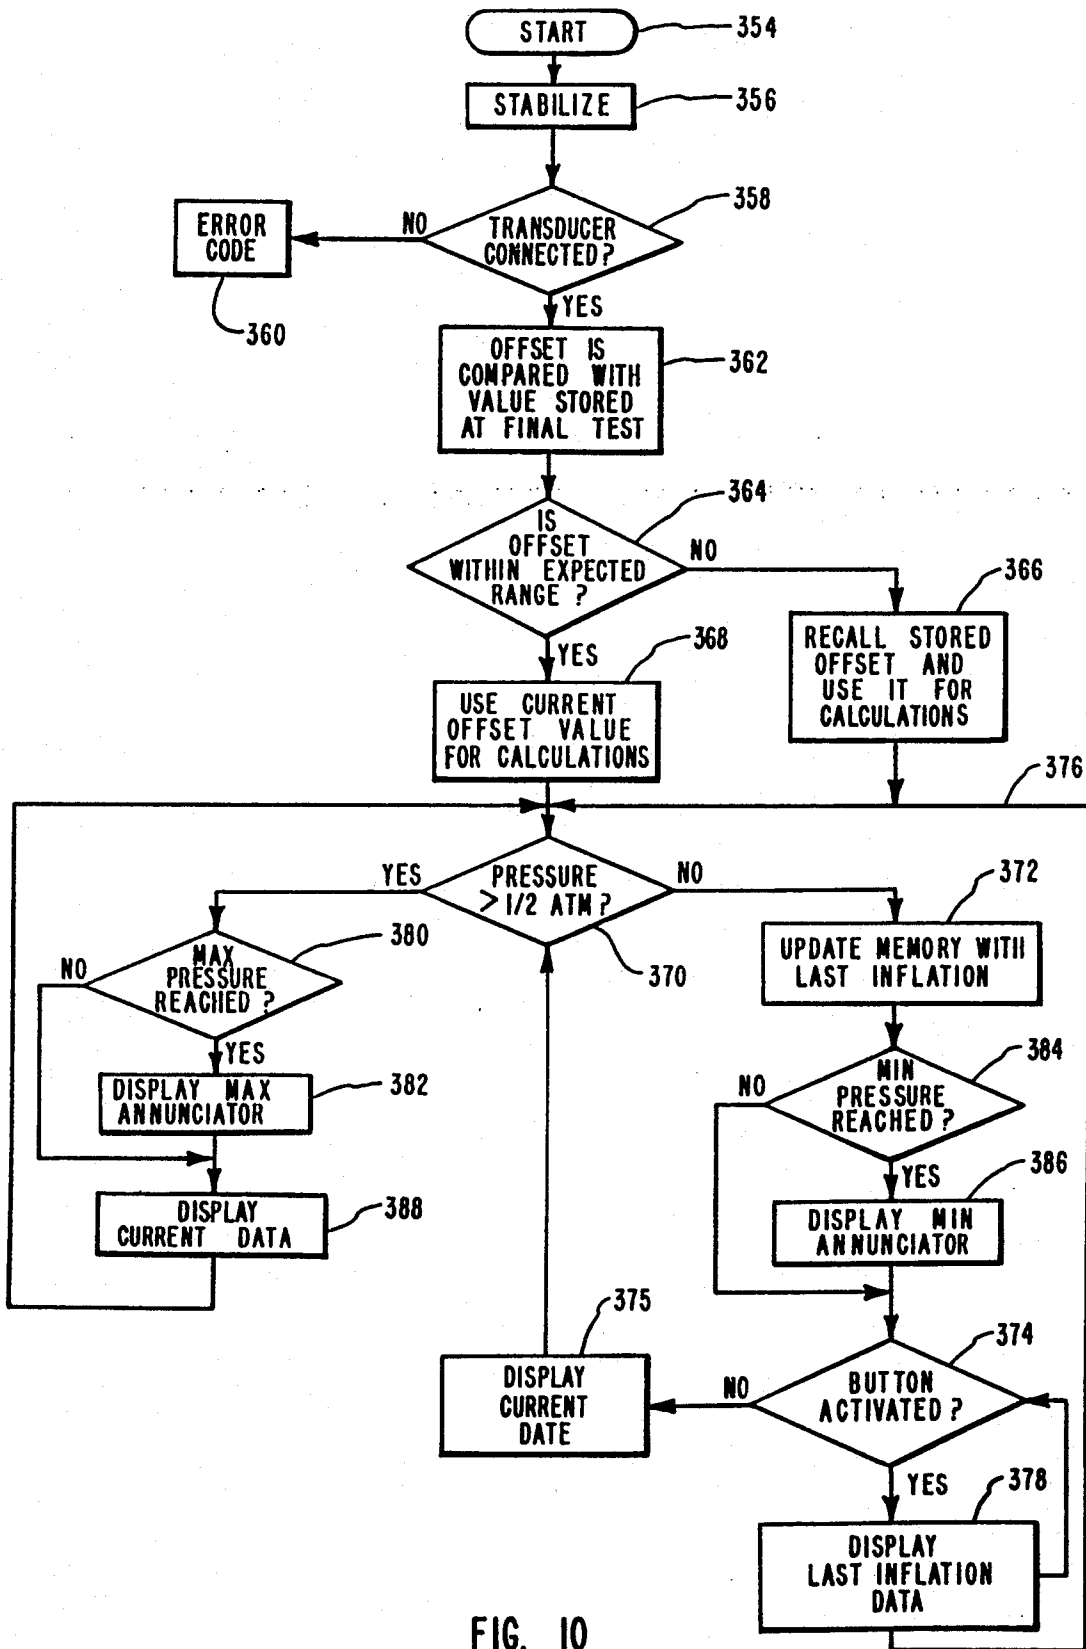 START
354
STABILIZE
356
TRANSDUCER
CONNECTED?
358
NO
ERROR
CODE
360
YES
OFFSET IS
COMPARED WITH
VALUE STORED
AT FINAL TEST
362
IS
OFFSET
WITHIN EXPECTED
RANGE ?
364
NO
RECALL STORED
OFFSET AND
USE IT FOR
CALCULATIONS
366
YES
USE CURRENT
OFFSET VALUE
FOR CALCULATIONS
368
376
PRESSURE
> 1/2 ATM ?
370
YES
NO
MAX
PRESSURE
REACHED ?
380
NO
YES
DISPLAY MAX
ANNUNCIATOR
382
DISPLAY
CURRENT DATA
388
UPDATE MEMORY WITH
LAST INFLATION
372
MIN
PRESSURE
REACHED ?
384
NO
YES
DISPLAY MIN
ANNUNCIATOR
386
BUTTON
ACTIVATED ?
374
NO
DISPLAY
CURRENT
DATE
375
YES
DISPLAY
LAST INFLATION
DATA
378
FIG. 10